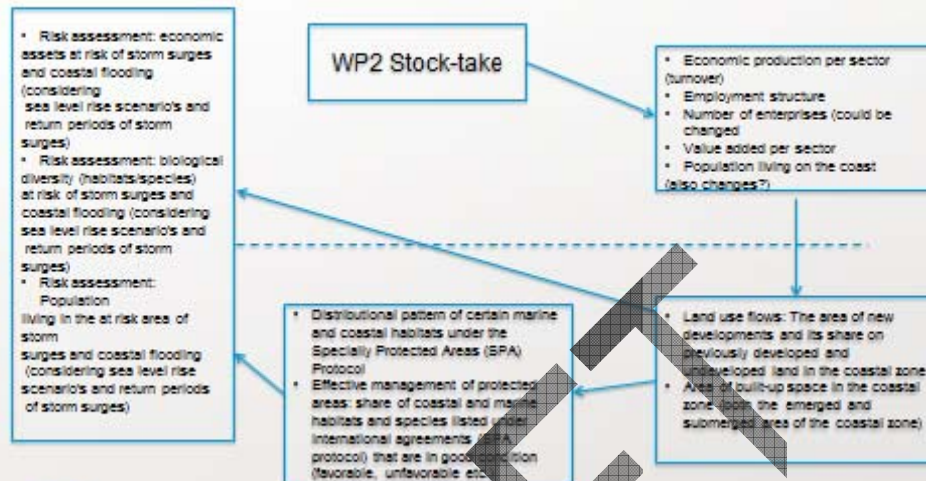 • Risk assessment: economic
assets at risk of storm surges
and coastal flooding
(considering
sea level rise scenario's and
return periods of storm
surges)
• Risk assessment: biological
diversity (habitats/species)
at risk of storm surges and
coastal flooding (considering
sea level rise scenario's and
return periods of storm
surges)
• Risk assessment:
Population
living in the at risk area of
storm
surges and coastal flooding
(considering sea level rise
scenario's and return periods
of storm surges)
WP2 Stock-take
• Economic production per sector
(turnover)
• Employment structure
• Number of enterprises (could be
changed
• Value added per sector
• Population living on the coast
(also changes?)
• Distributional pattern of certain marine
and coastal habitats under the
Specially Protected Areas (SPA)
Protocol
• Effective management of protected
areas: share of coastal and marine
habitats and species listed under
international agreements (SPA
protocol) that are in good condition
(favorable, unfavorable etc
• Land use flows: The area of new
developments and its share on
previously developed and
undeveloped land in the coastal zone
• Area of built-up space in the coastal
zone (both the emerged and
submerged area of the coastal zone)